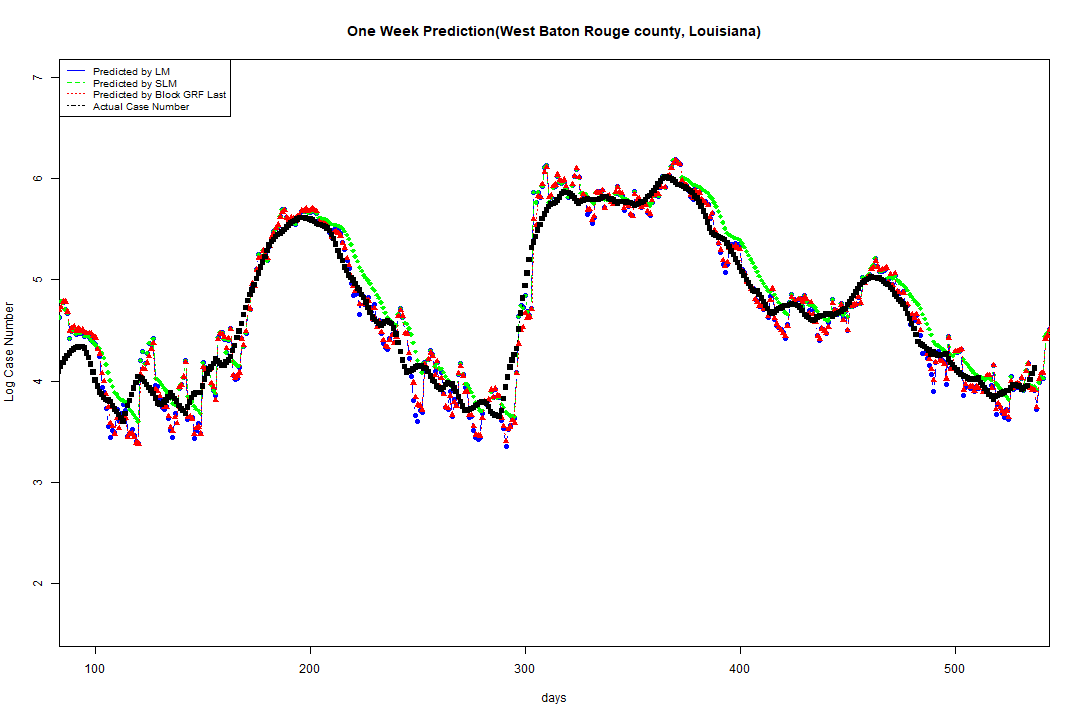 One Week Prediction(West Baton Rouge county, Louisiana)
Predicted by LM
Predicted by SLM
Predicted by Block GRF Last
Actual Case Number
7
6
5
4
3
2
Log Case Number
100 200 300 400 500
days